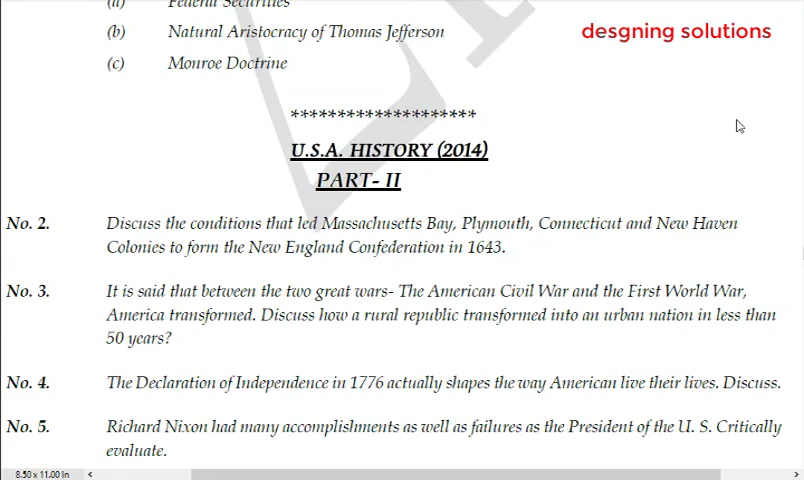 (a) Federal Securities
(b) Natural Aristocracy of Thomas Jefferson
desgning solutions
(c) Monroe Doctrine
********************
U.S.A. HISTORY (2014)
PART- II
No. 2. Discuss the conditions that led Massachusetts Bay, Plymouth, Connecticut and New Haven
Colonies to form the New England Confederation in 1643.
No. 3. It is said that between the two great wars- The American Civil War and the First World War,
America transformed. Discuss how a rural republic transformed into an urban nation in less than
50 years?
No. 4. The Declaration of Independence in 1776 actually shapes the way American live their lives. Discuss.
No. 5. Richard Nixon had many accomplishments as well as failures as the President of the U. S. Critically
evaluate.
8.50 x 11.00 in